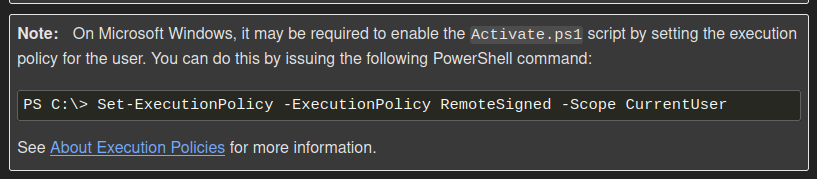 Note: On Microsoft Windows, it may be required to enable the Activate.ps1 script by setting the execution
policy for the user. You can do this by issuing the following PowerShell command:
PS C:\> Set-ExecutionPolicy -ExecutionPolicy RemoteSigned -Scope CurrentUser
See About Execution Policies for more information.